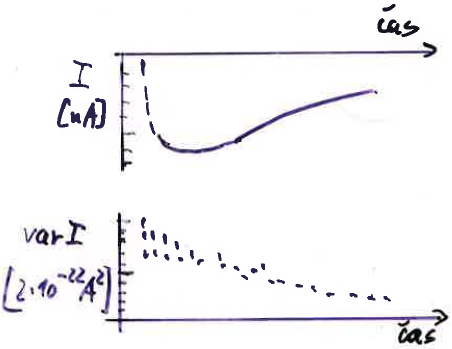 čas
I
[nA]
var I
[2·10⁻²²A²]
čas